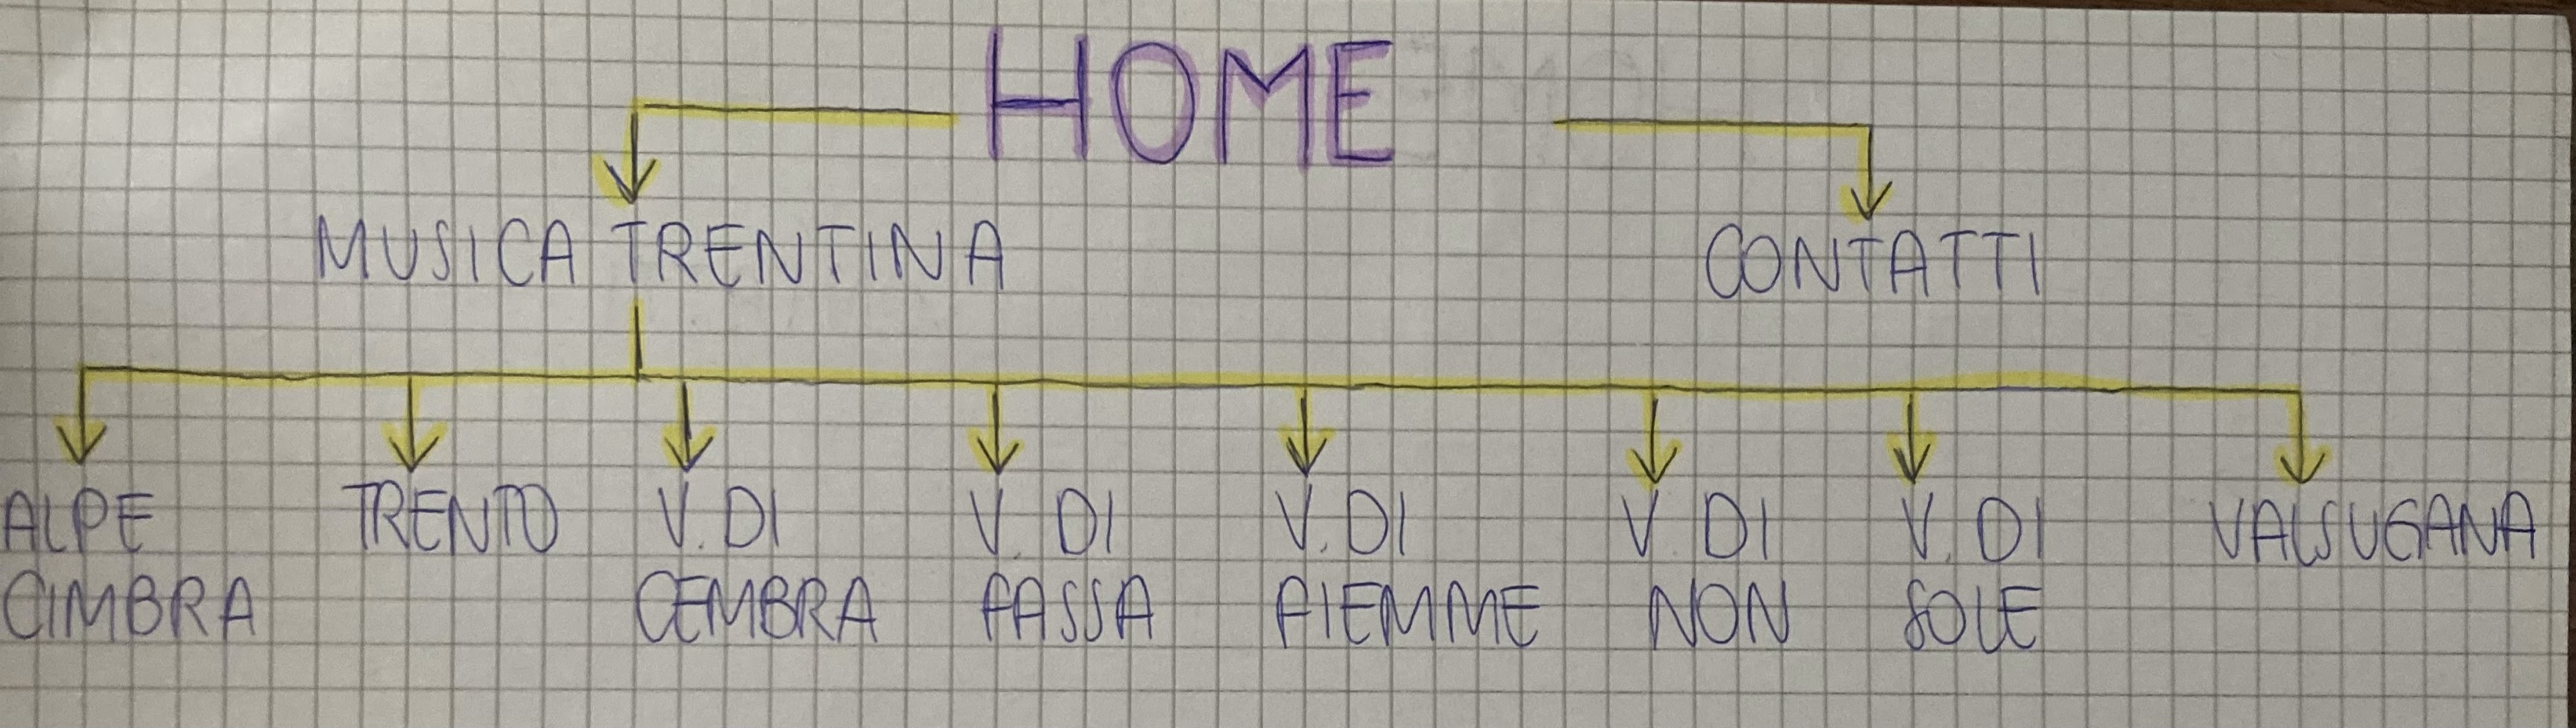 HOME
MUSICA TRENTINA
CONTATTI
ALPE
CIMBRA
TRENTO
V. DI
CEMBRA
V. DI
FASSA
V. DI
FIEMME
V. DI
NON
V. DI
SOLE
VALSUGANA